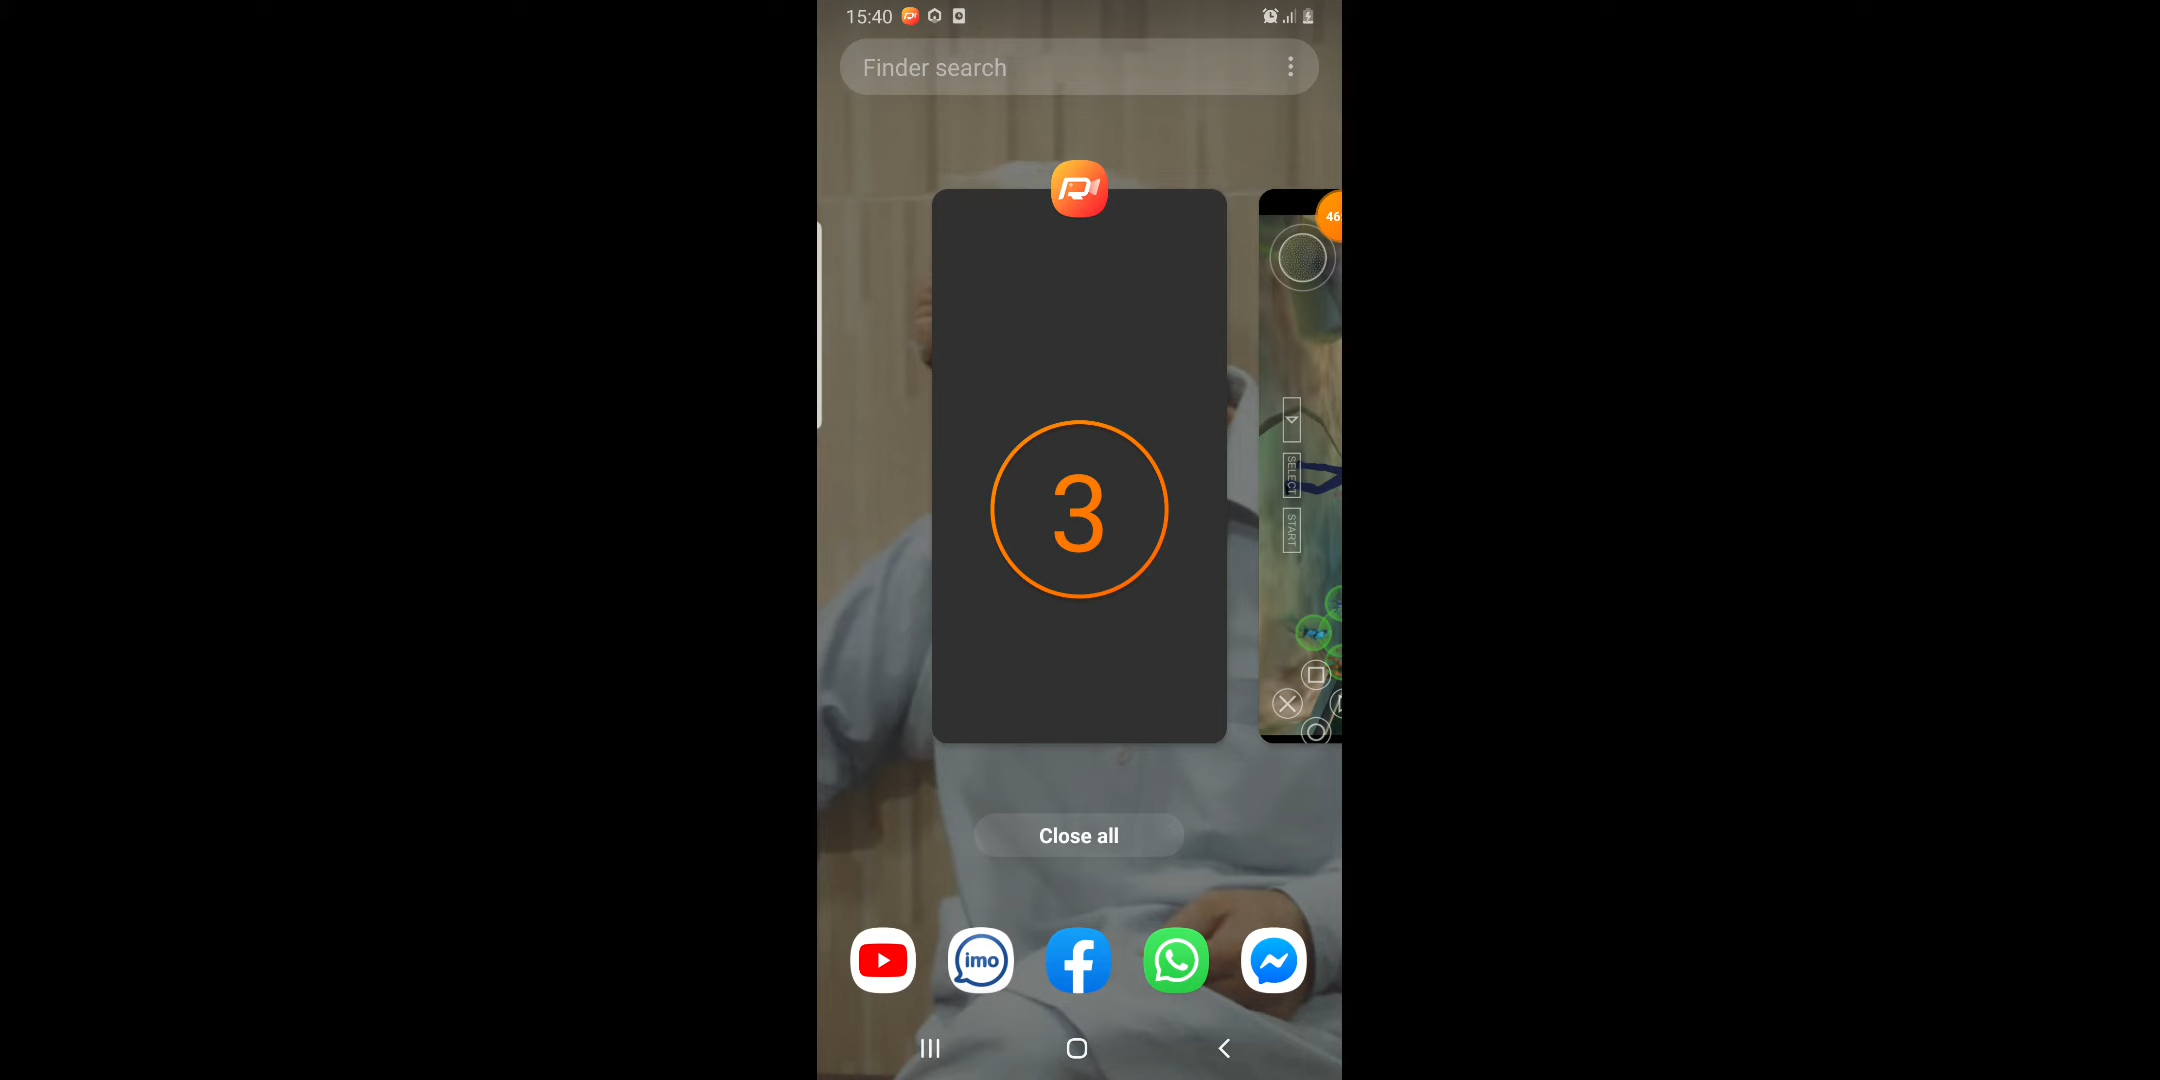 15:40
Finder search
46
3
SELECT
START
Close all
imo